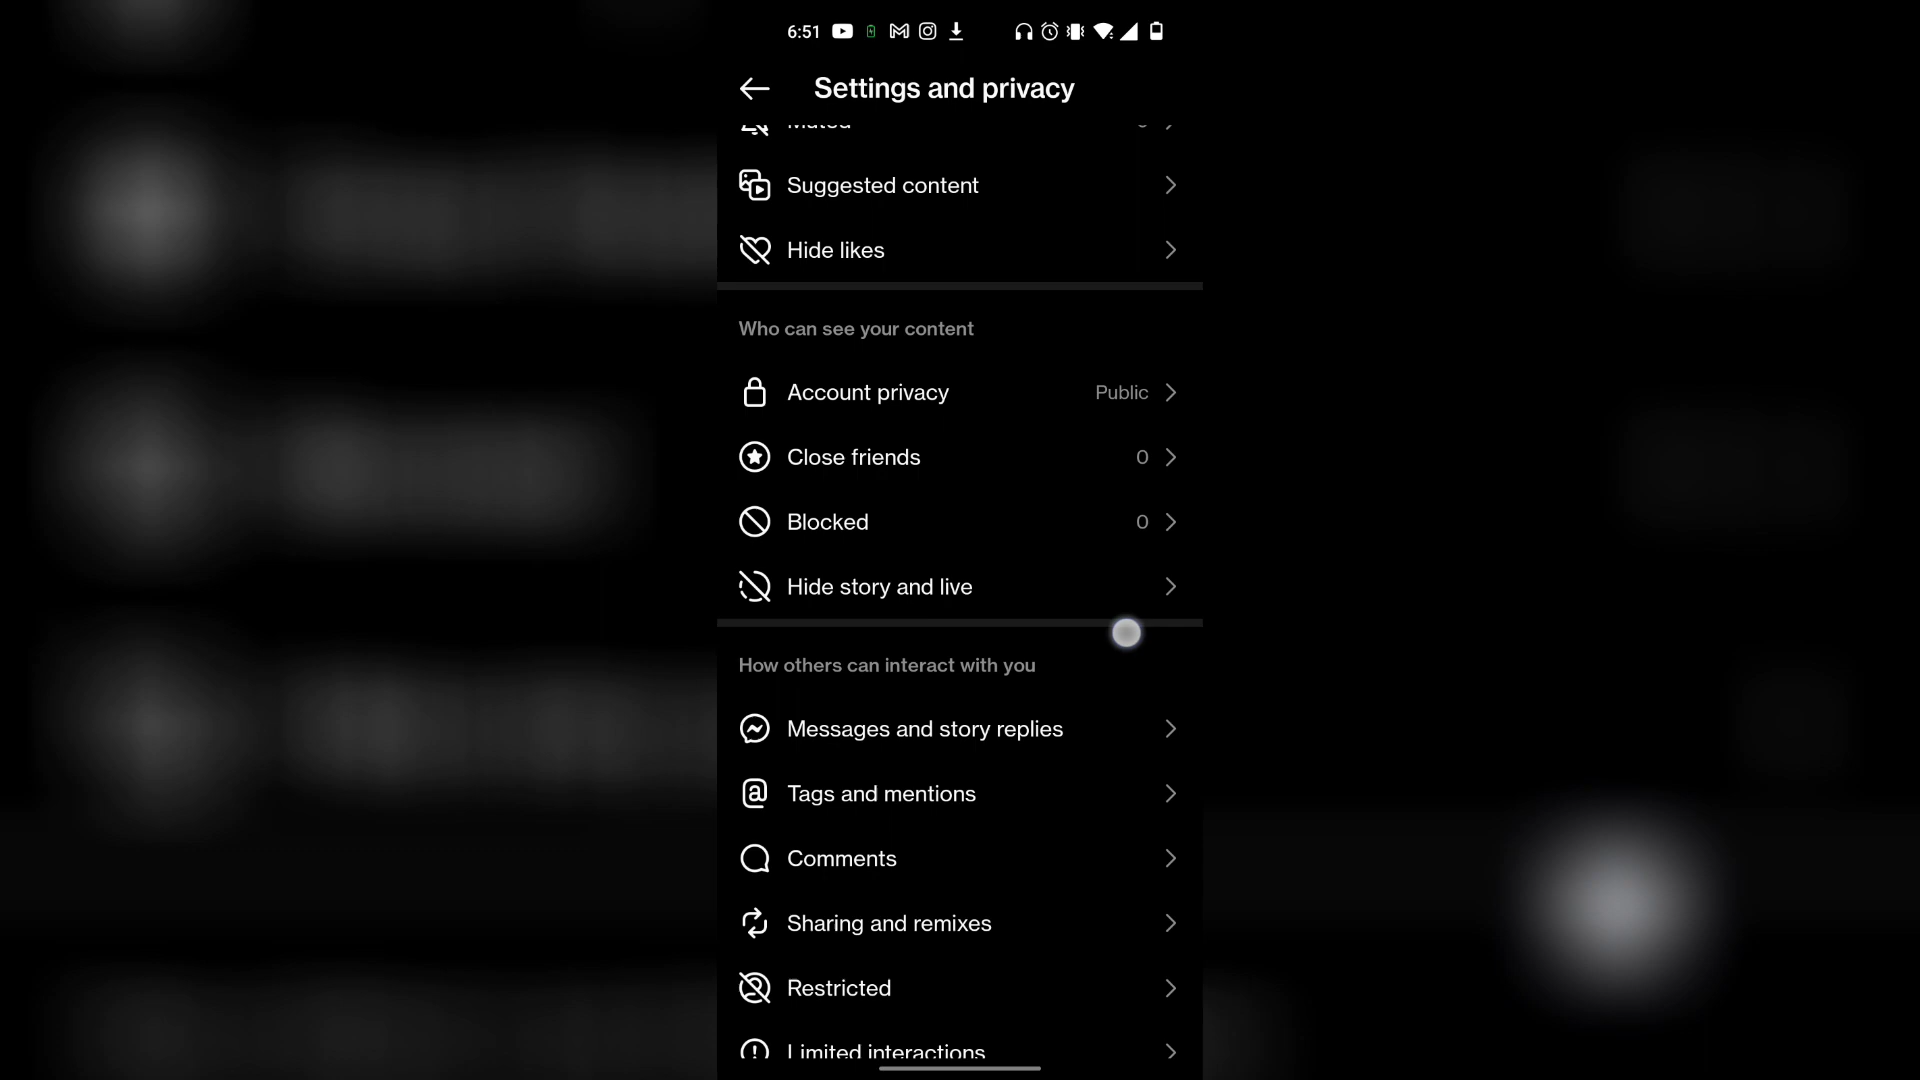 6:51
Settings and privacy
Suggested content
Hide likes
Who can see your content
Account privacy Public
Close friends 0
Blocked 0
Hide story and live
How others can interact with you
Messages and story replies
Tags and mentions
Comments
Sharing and remixes
Restricted
Limited interactions